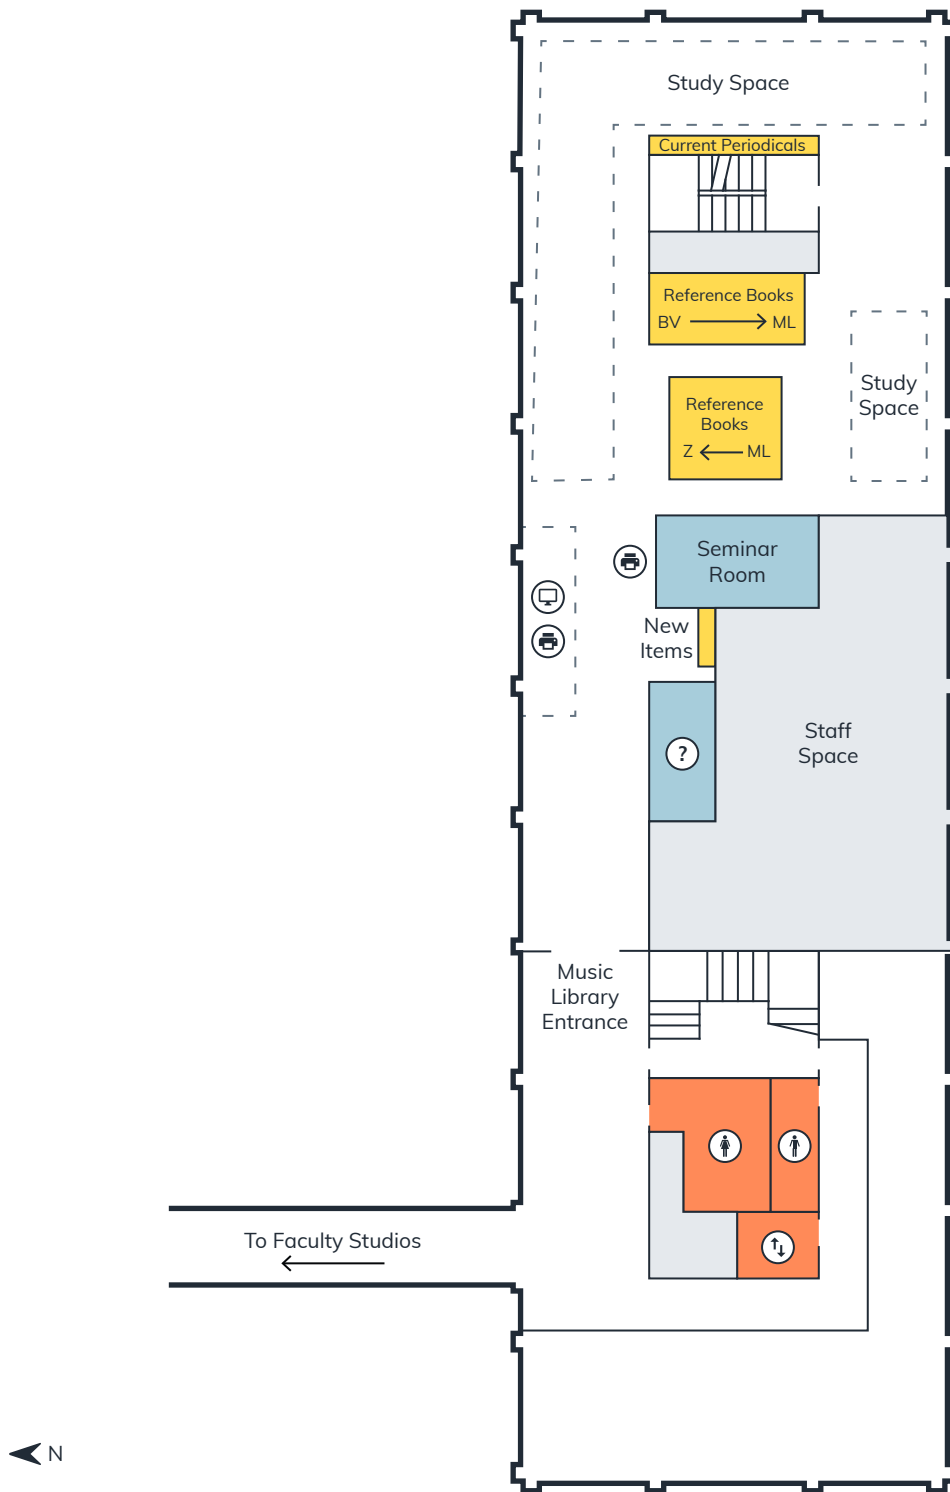 Study Space
Current Periodicals
Reference Books
BV ML
Study
Space
Reference
Books
Z ML
Seminar
Room
New
Items
Staff
Space
?
Music
Library
Entrance
To Faculty Studios
N